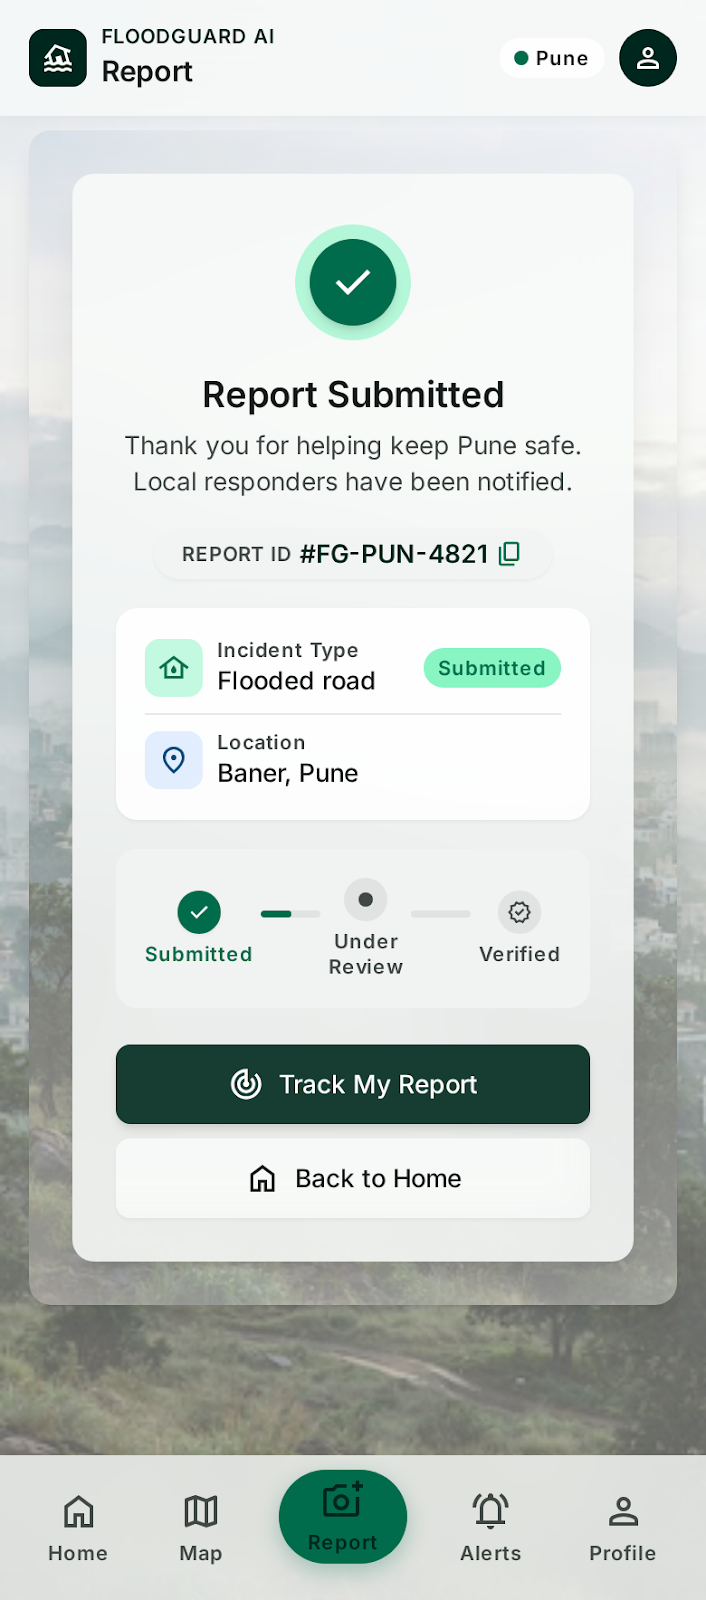 FLOODGUARD AI
Report
Pune
Report Submitted
Thank you for helping keep Pune safe.
Local responders have been notified.
REPORT ID #FG-PUN-4821
Incident Type
Flooded road
Submitted
Location
Baner, Pune
Submitted
Under
Review
Verified
Track My Report
Back to Home
Home
Map
Report
Alerts
Profile